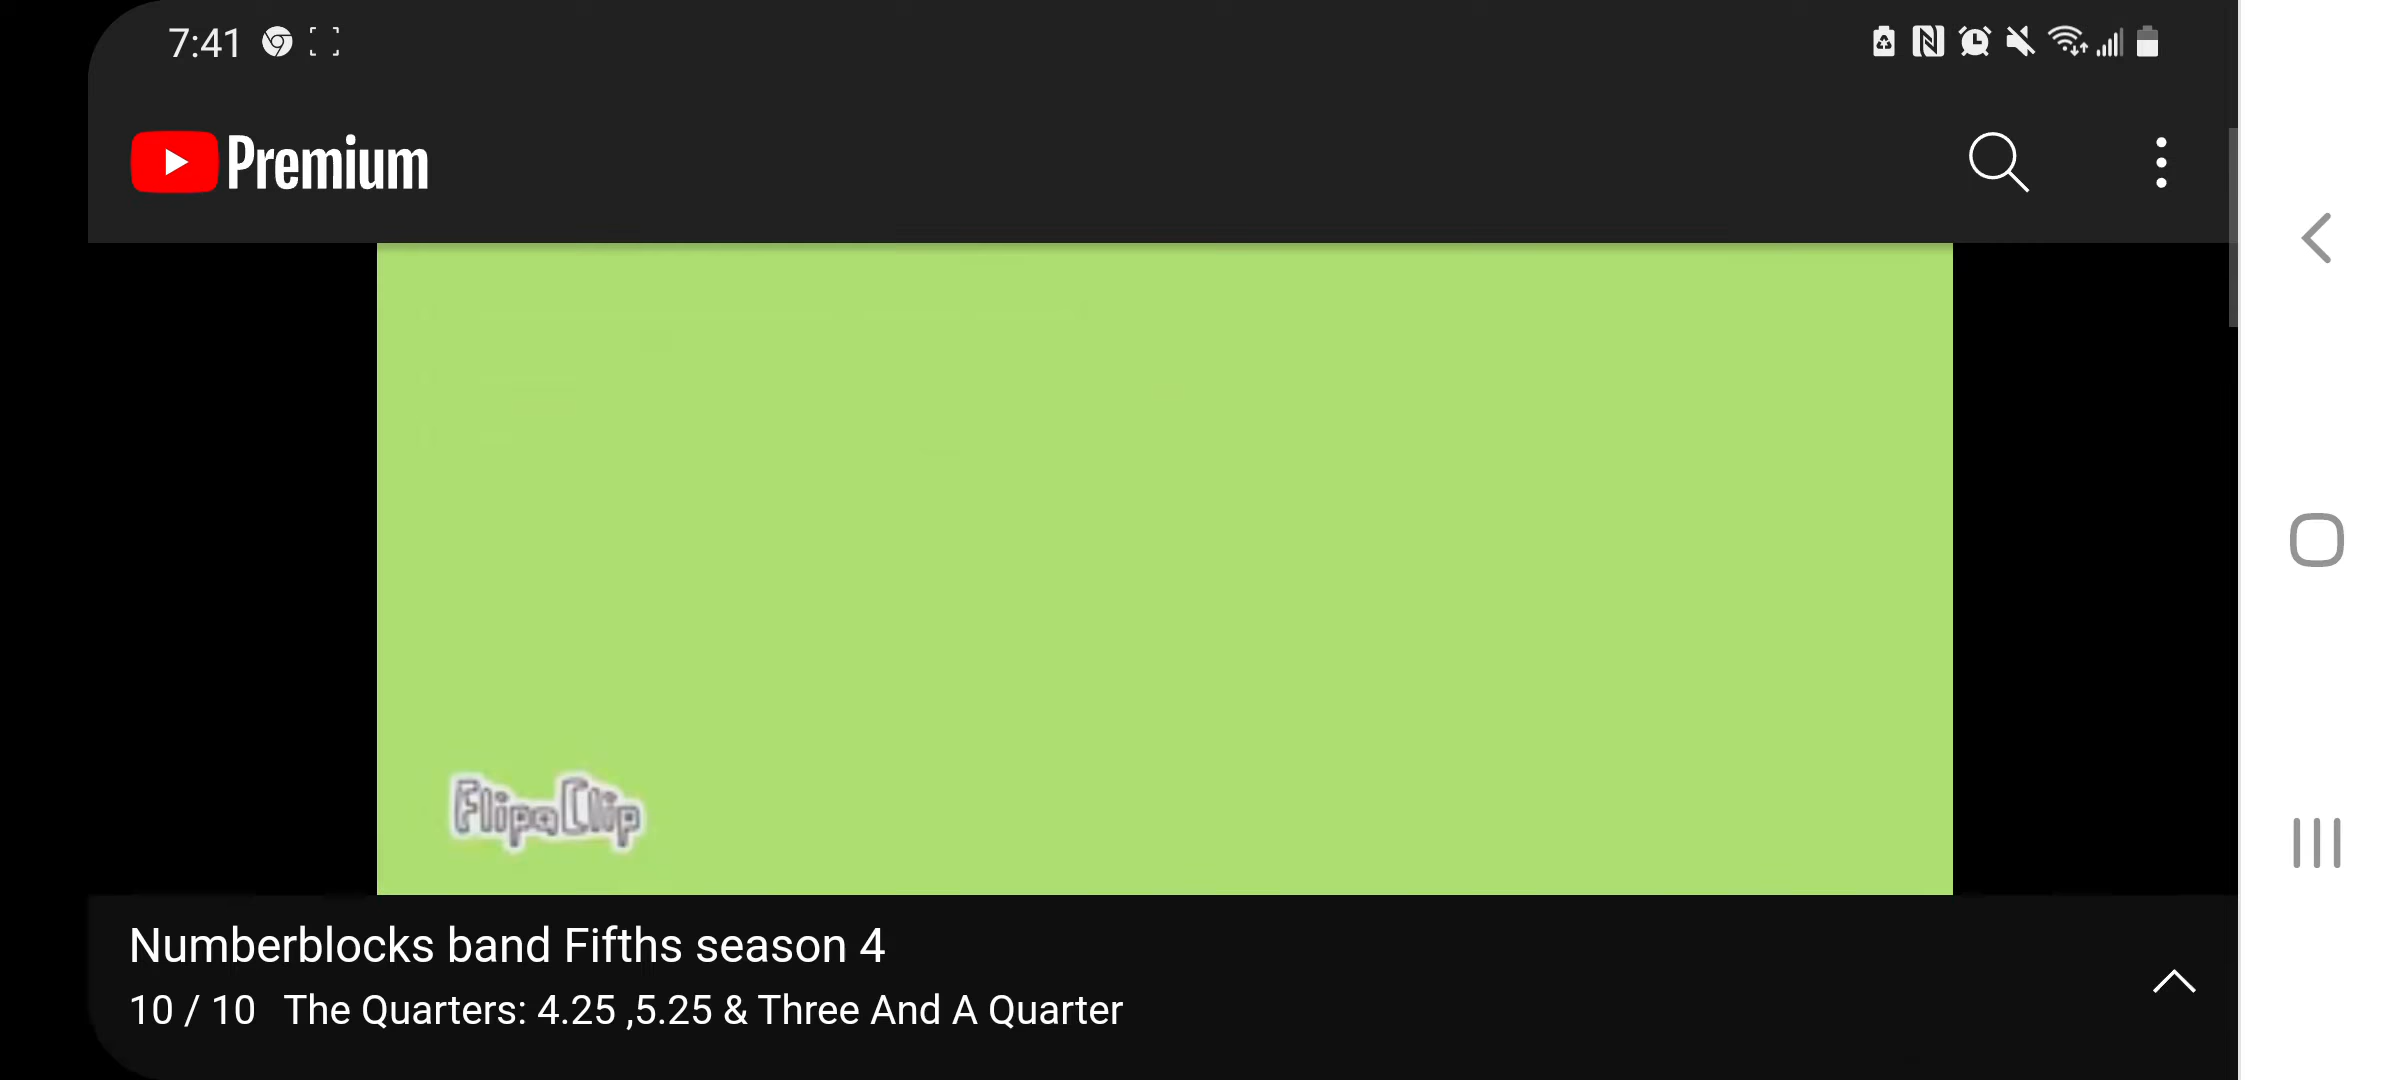 7:41
Premium
FlipaClip
Numberblocks band Fifths season 4
10 / 10 The Quarters: 4.25 ,5.25 & Three And A Quarter